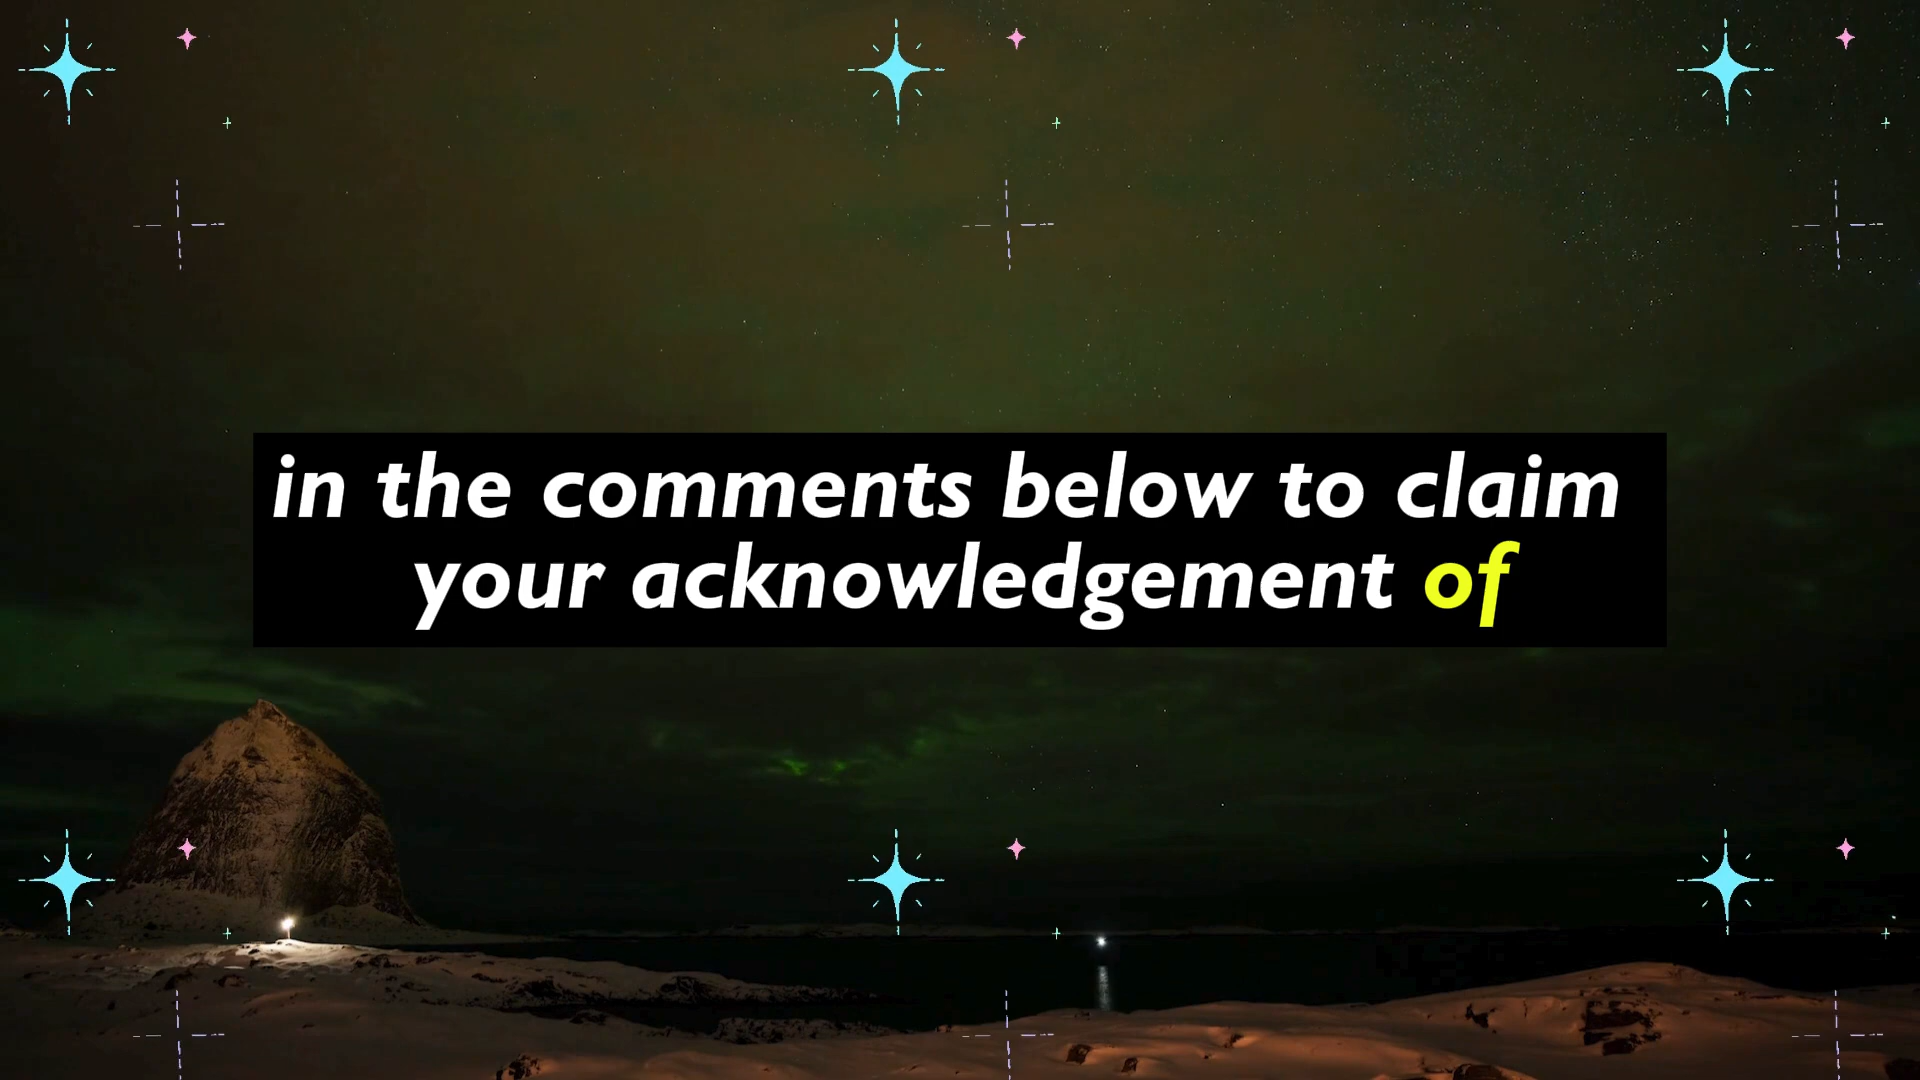 in the comments below to claim
your acknowledgement of